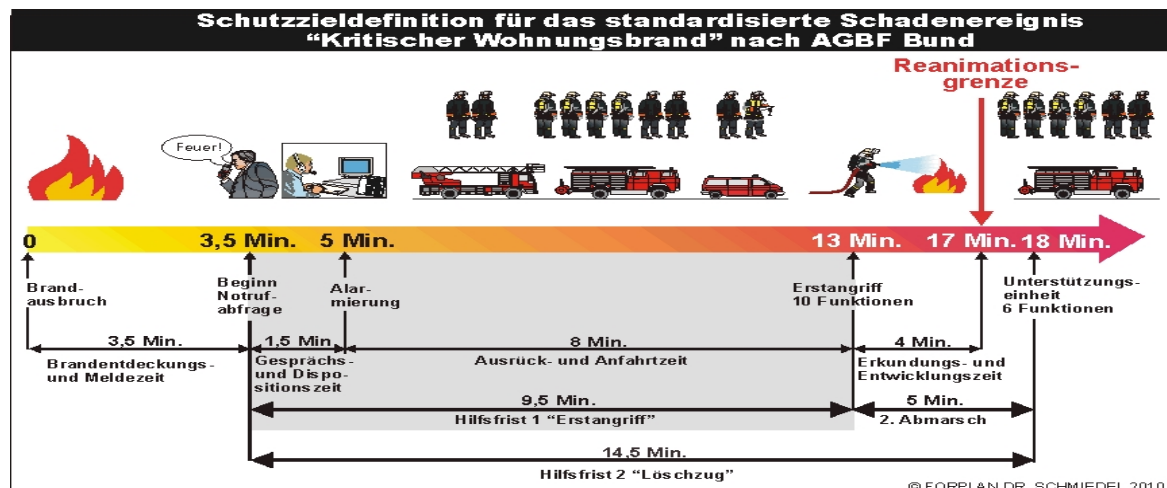 Schutzzieldefinition für das standardisierte Schadenereignis
“Kritischer Wohnungsbrand” nach AGBF Bund
Reanimations-
grenze
Feuer!
0
3,5 Min.
5 Min.
13 Min.
17 Min.
18 Min.
Brand-
ausbruch
Beginn
Notruf-
abfrage
Alar-
mierung
Erstangriff
10 Funktionen
Unterstützungs-
einheit
6 Funktionen
3,5 Min.
Brandentdeckungs-
und Meldezeit
1,5 Min
Gesprächs-
und Dispo-
sitionszeit
8 Min.
Ausrück- und Anfahrtzeit
4 Min.
Erkundungs- und
Entwicklungszeit
9,5 Min.
Hilfsfrist 1 “Erstangriff”
5 Min.
2. Abmarsch
14,5 Min.
Hilfsfrist 2 “Löschzug”
© FORPLAN DR. SCHMIEDEL 2010